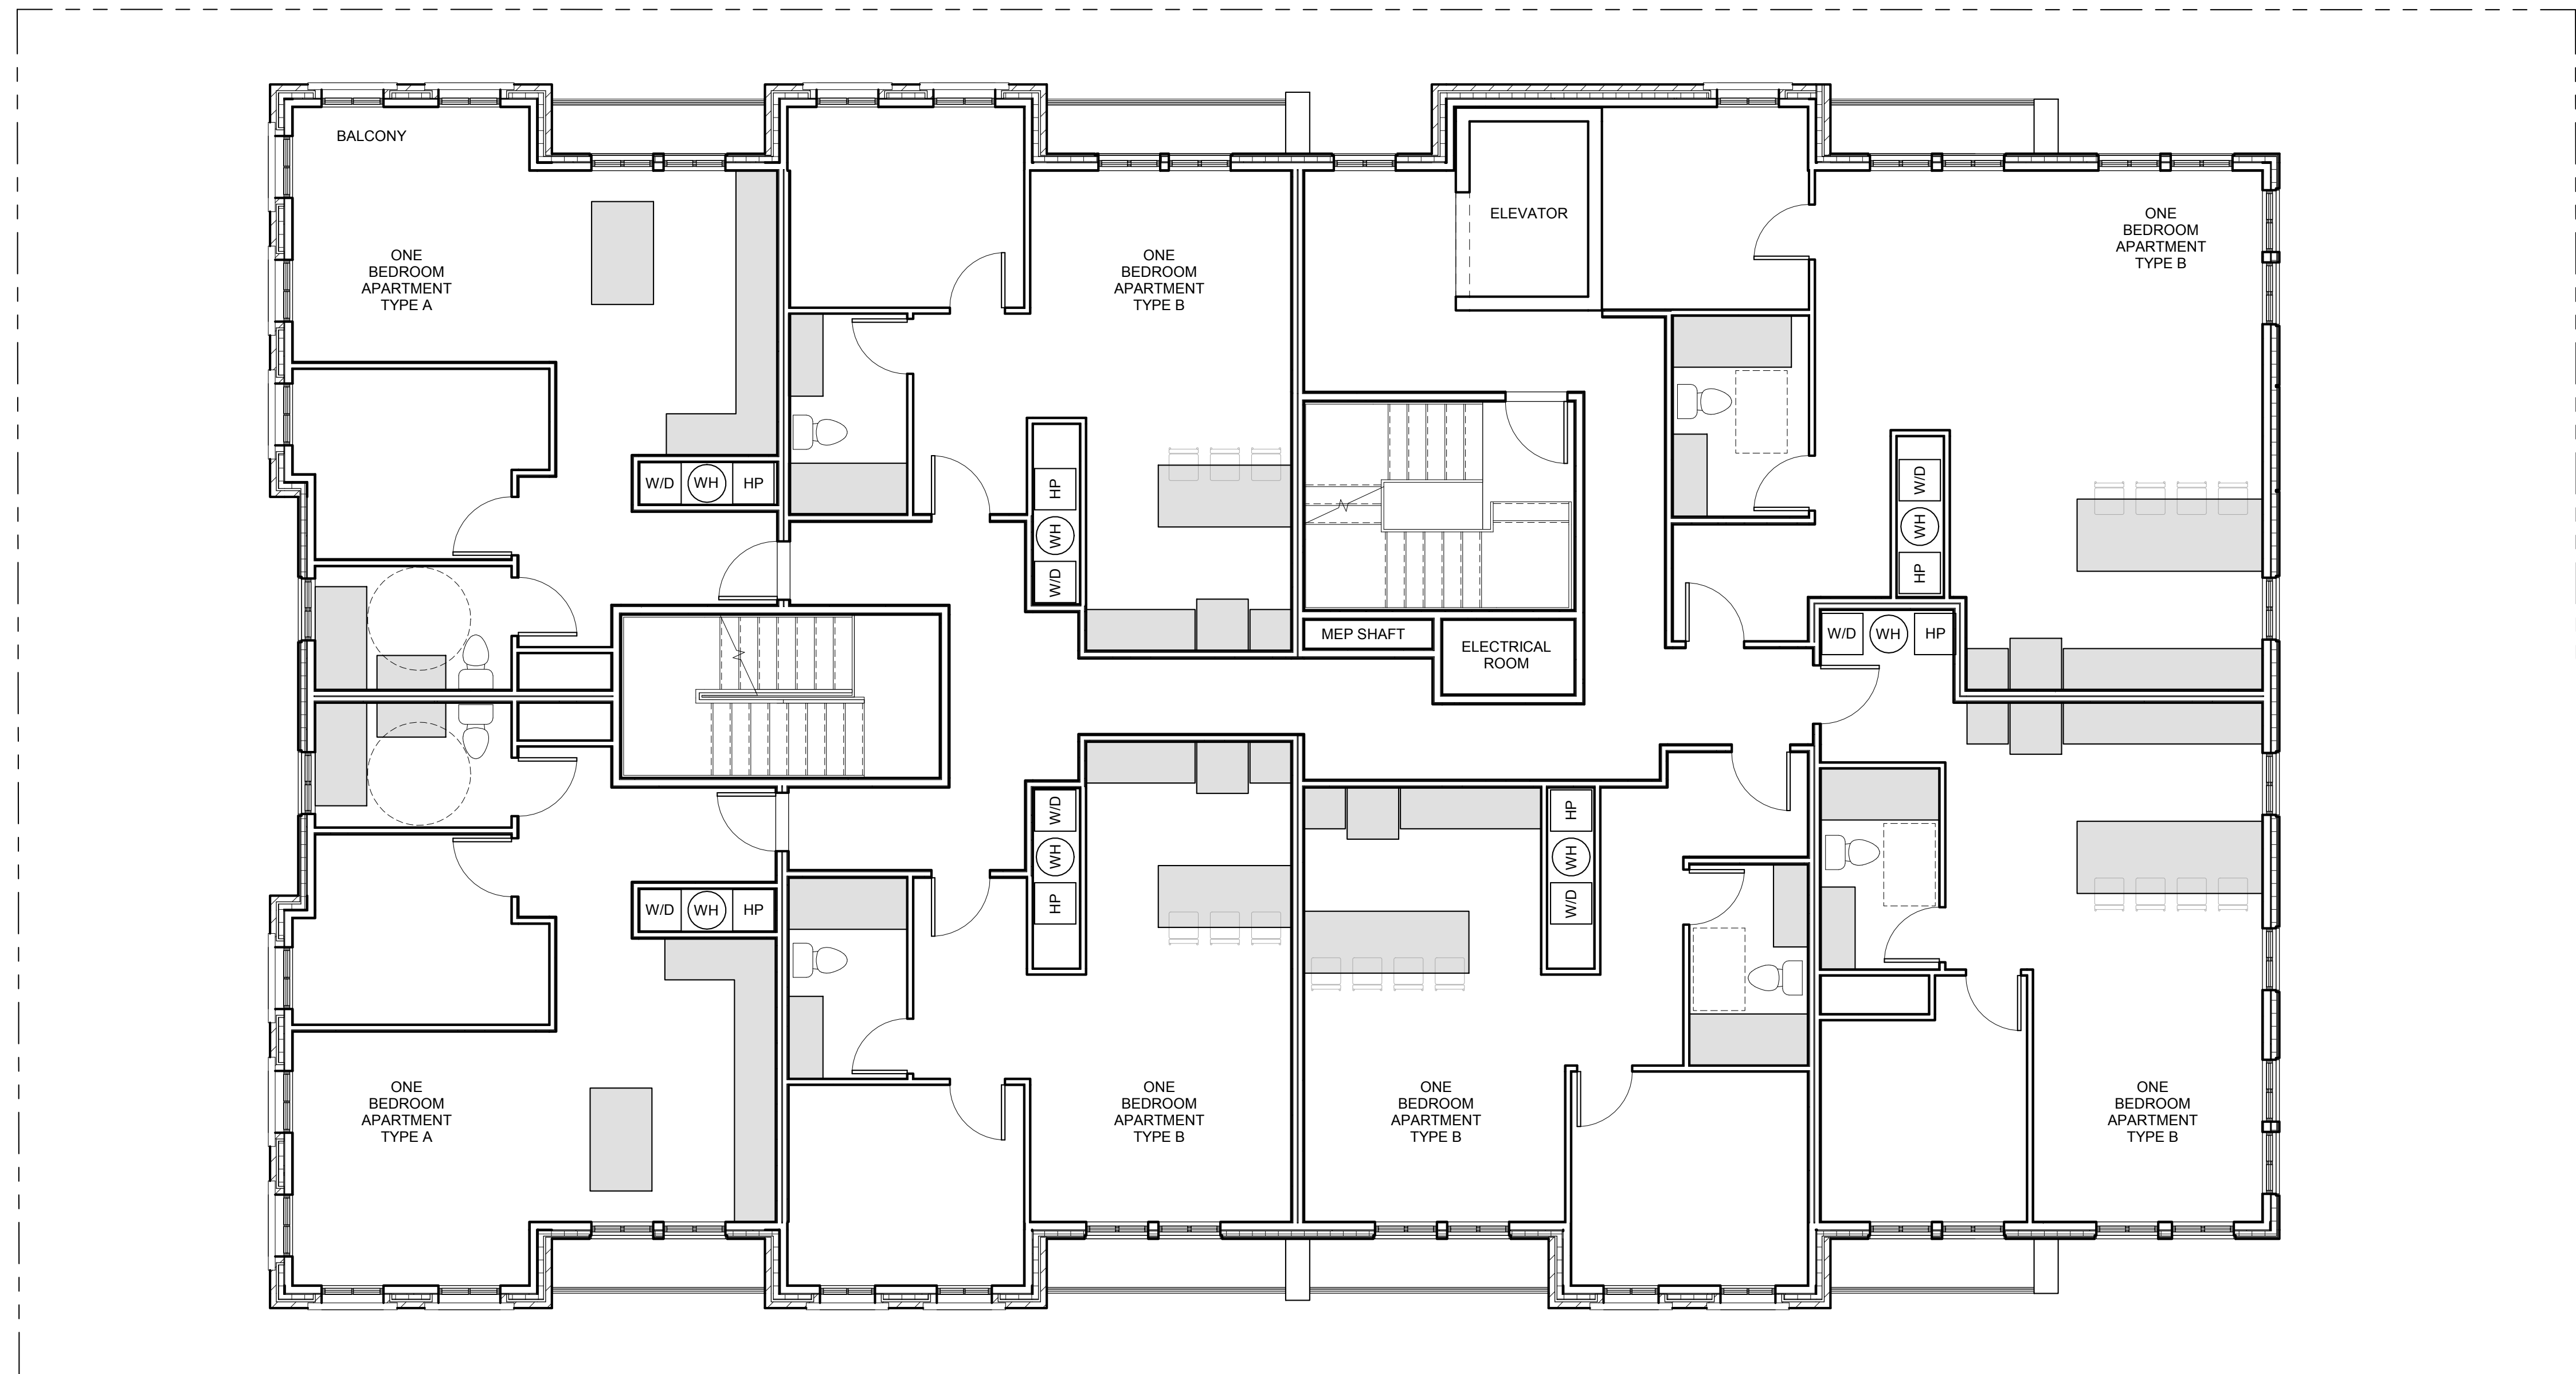 BALCONY
ONE
BEDROOM
APARTMENT
TYPE A
ONE
BEDROOM
APARTMENT
TYPE B
ELEVATOR
ONE
BEDROOM
APARTMENT
TYPE B
W/D
WH
HP
HP
WH
W/D
W/D
WH
HP
MEP SHAFT
ELECTRICAL
ROOM
W/D
WH
HP
W/D
WH
HP
W/D
WH
HP
HP
WH
W/D
ONE
BEDROOM
APARTMENT
TYPE A
ONE
BEDROOM
APARTMENT
TYPE B
ONE
BEDROOM
APARTMENT
TYPE B
ONE
BEDROOM
APARTMENT
TYPE B